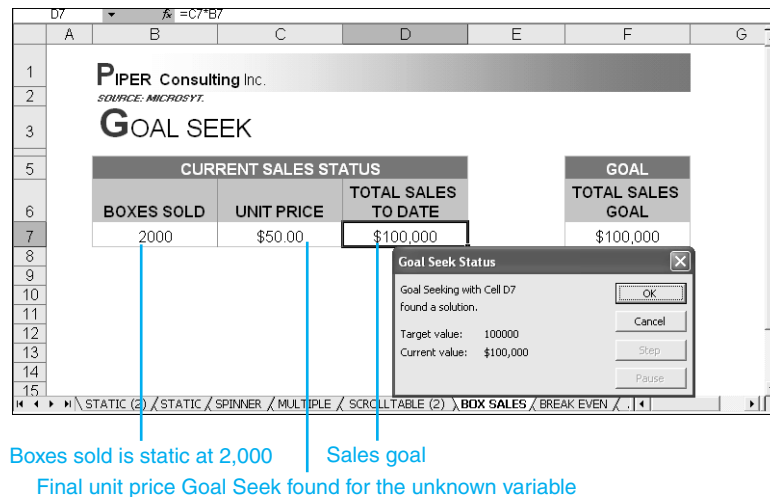 D7 fx =C7*B7
A B C D E F G
1 PIPER Consulting Inc.
2 SOURCE: MICROSYT.
3 GOAL SEEK
5 CURRENT SALES STATUS GOAL
6 BOXES SOLD UNIT PRICE TOTAL SALES TO DATE TOTAL SALES GOAL
7 2000 $50.00 $100,000 $100,000
8
9
10
11
12
13
14
15
Goal Seek Status
Goal Seeking with Cell D7
found a solution.
Target value: 100000
Current value: $100,000
OK
Cancel
Step
Pause
STATIC (2) STATIC SPINNER MULTIPLE SCROLLTABLE (2) BOX SALES BREAK EVEN
Boxes sold is static at 2,000 Sales goal
Final unit price Goal Seek found for the unknown variable